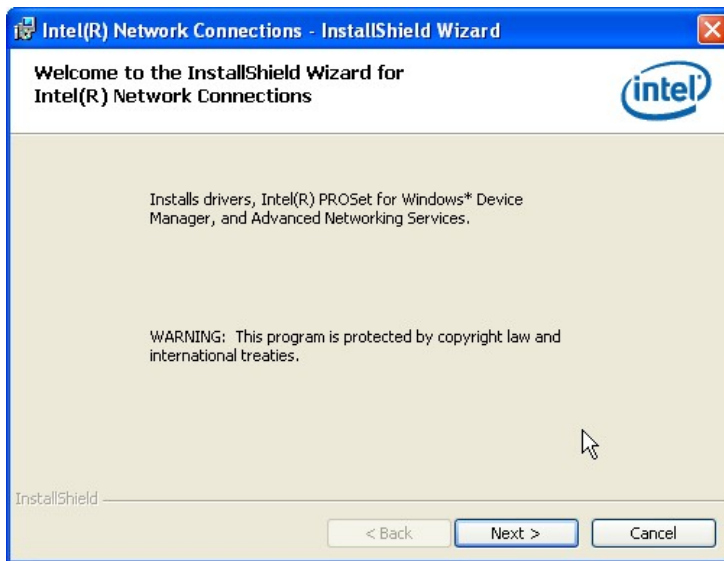 Intel(R) Network Connections - InstallShield Wizard
Welcome to the InstallShield Wizard for
Intel(R) Network Connections
intel
Installs drivers, Intel(R) PROSet for Windows* Device
Manager, and Advanced Networking Services.
WARNING:  This program is protected by copyright law and
international treaties.
InstallShield
< Back
Next >
Cancel